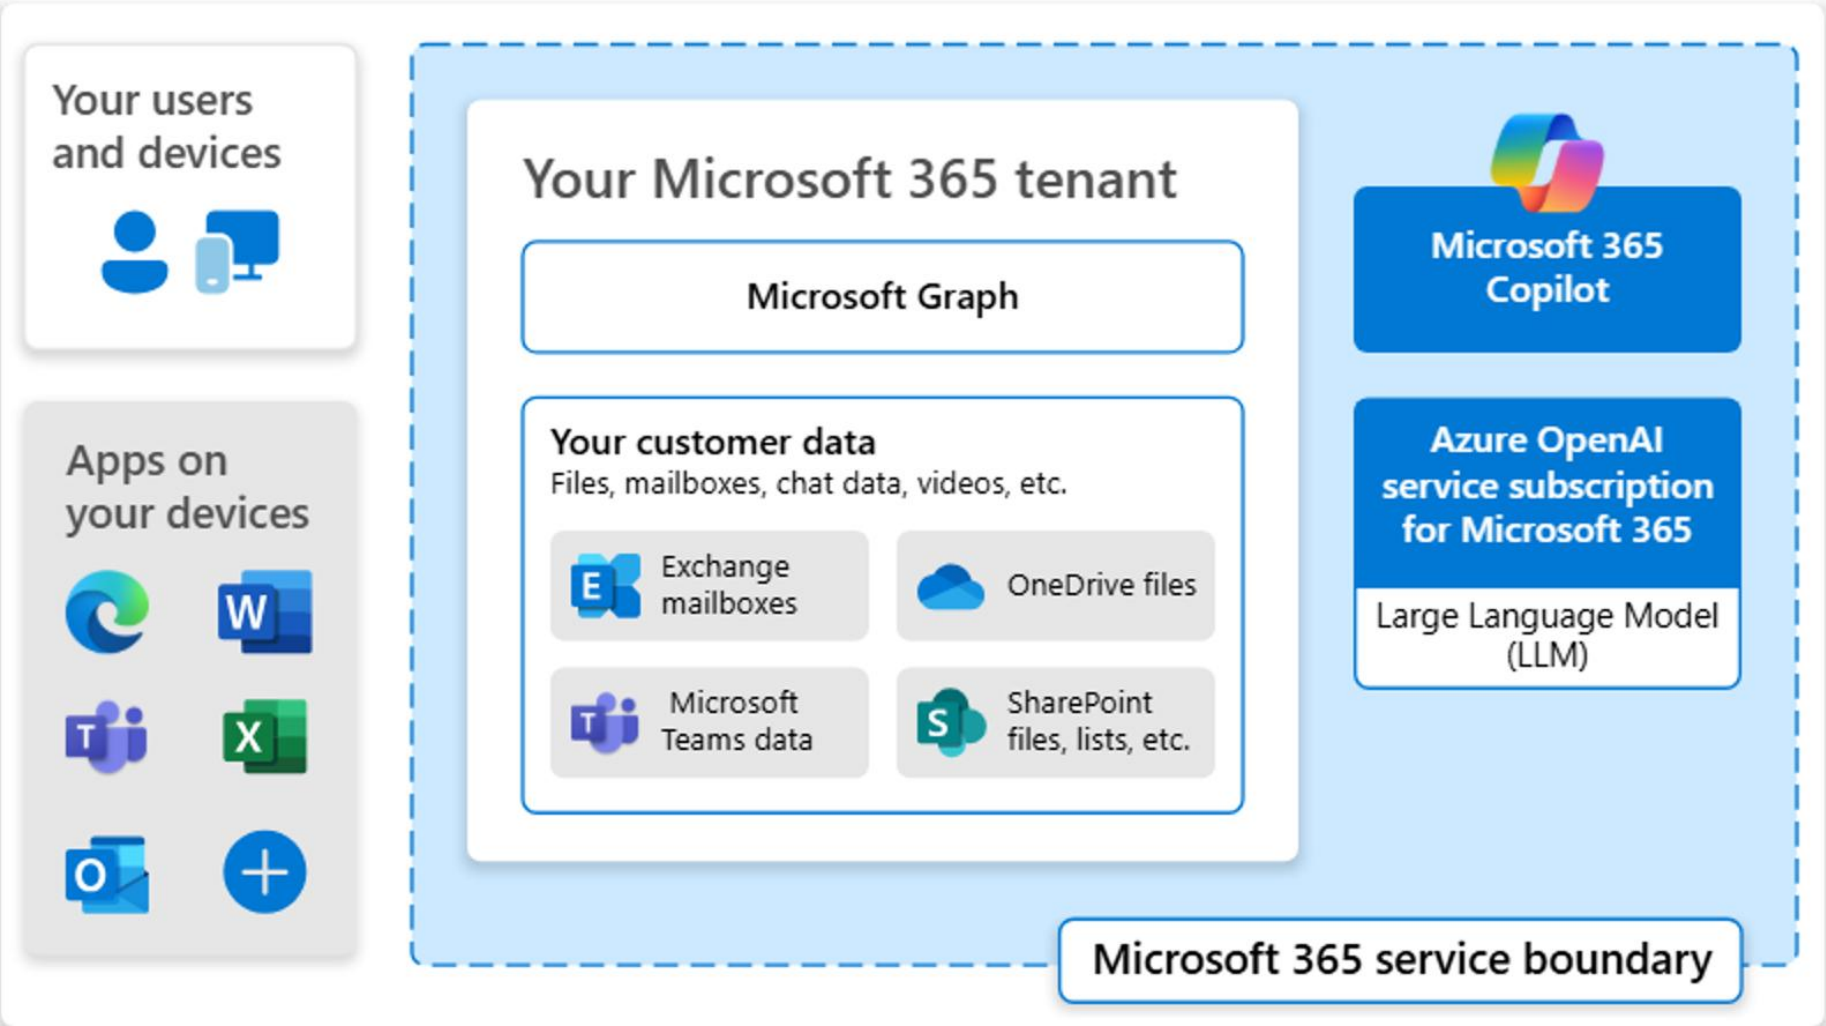 Your users
and devices
Apps on
your devices
W
T
X
O
Your Microsoft 365 tenant
Microsoft Graph
Your customer data
Files, mailboxes, chat data, videos, etc.
E
Exchange
mailboxes
OneDrive files
T
Microsoft
Teams data
S
SharePoint
files, lists, etc.
Microsoft 365
Copilot
Azure OpenAI
service subscription
for Microsoft 365
Large Language Model
(LLM)
Microsoft 365 service boundary